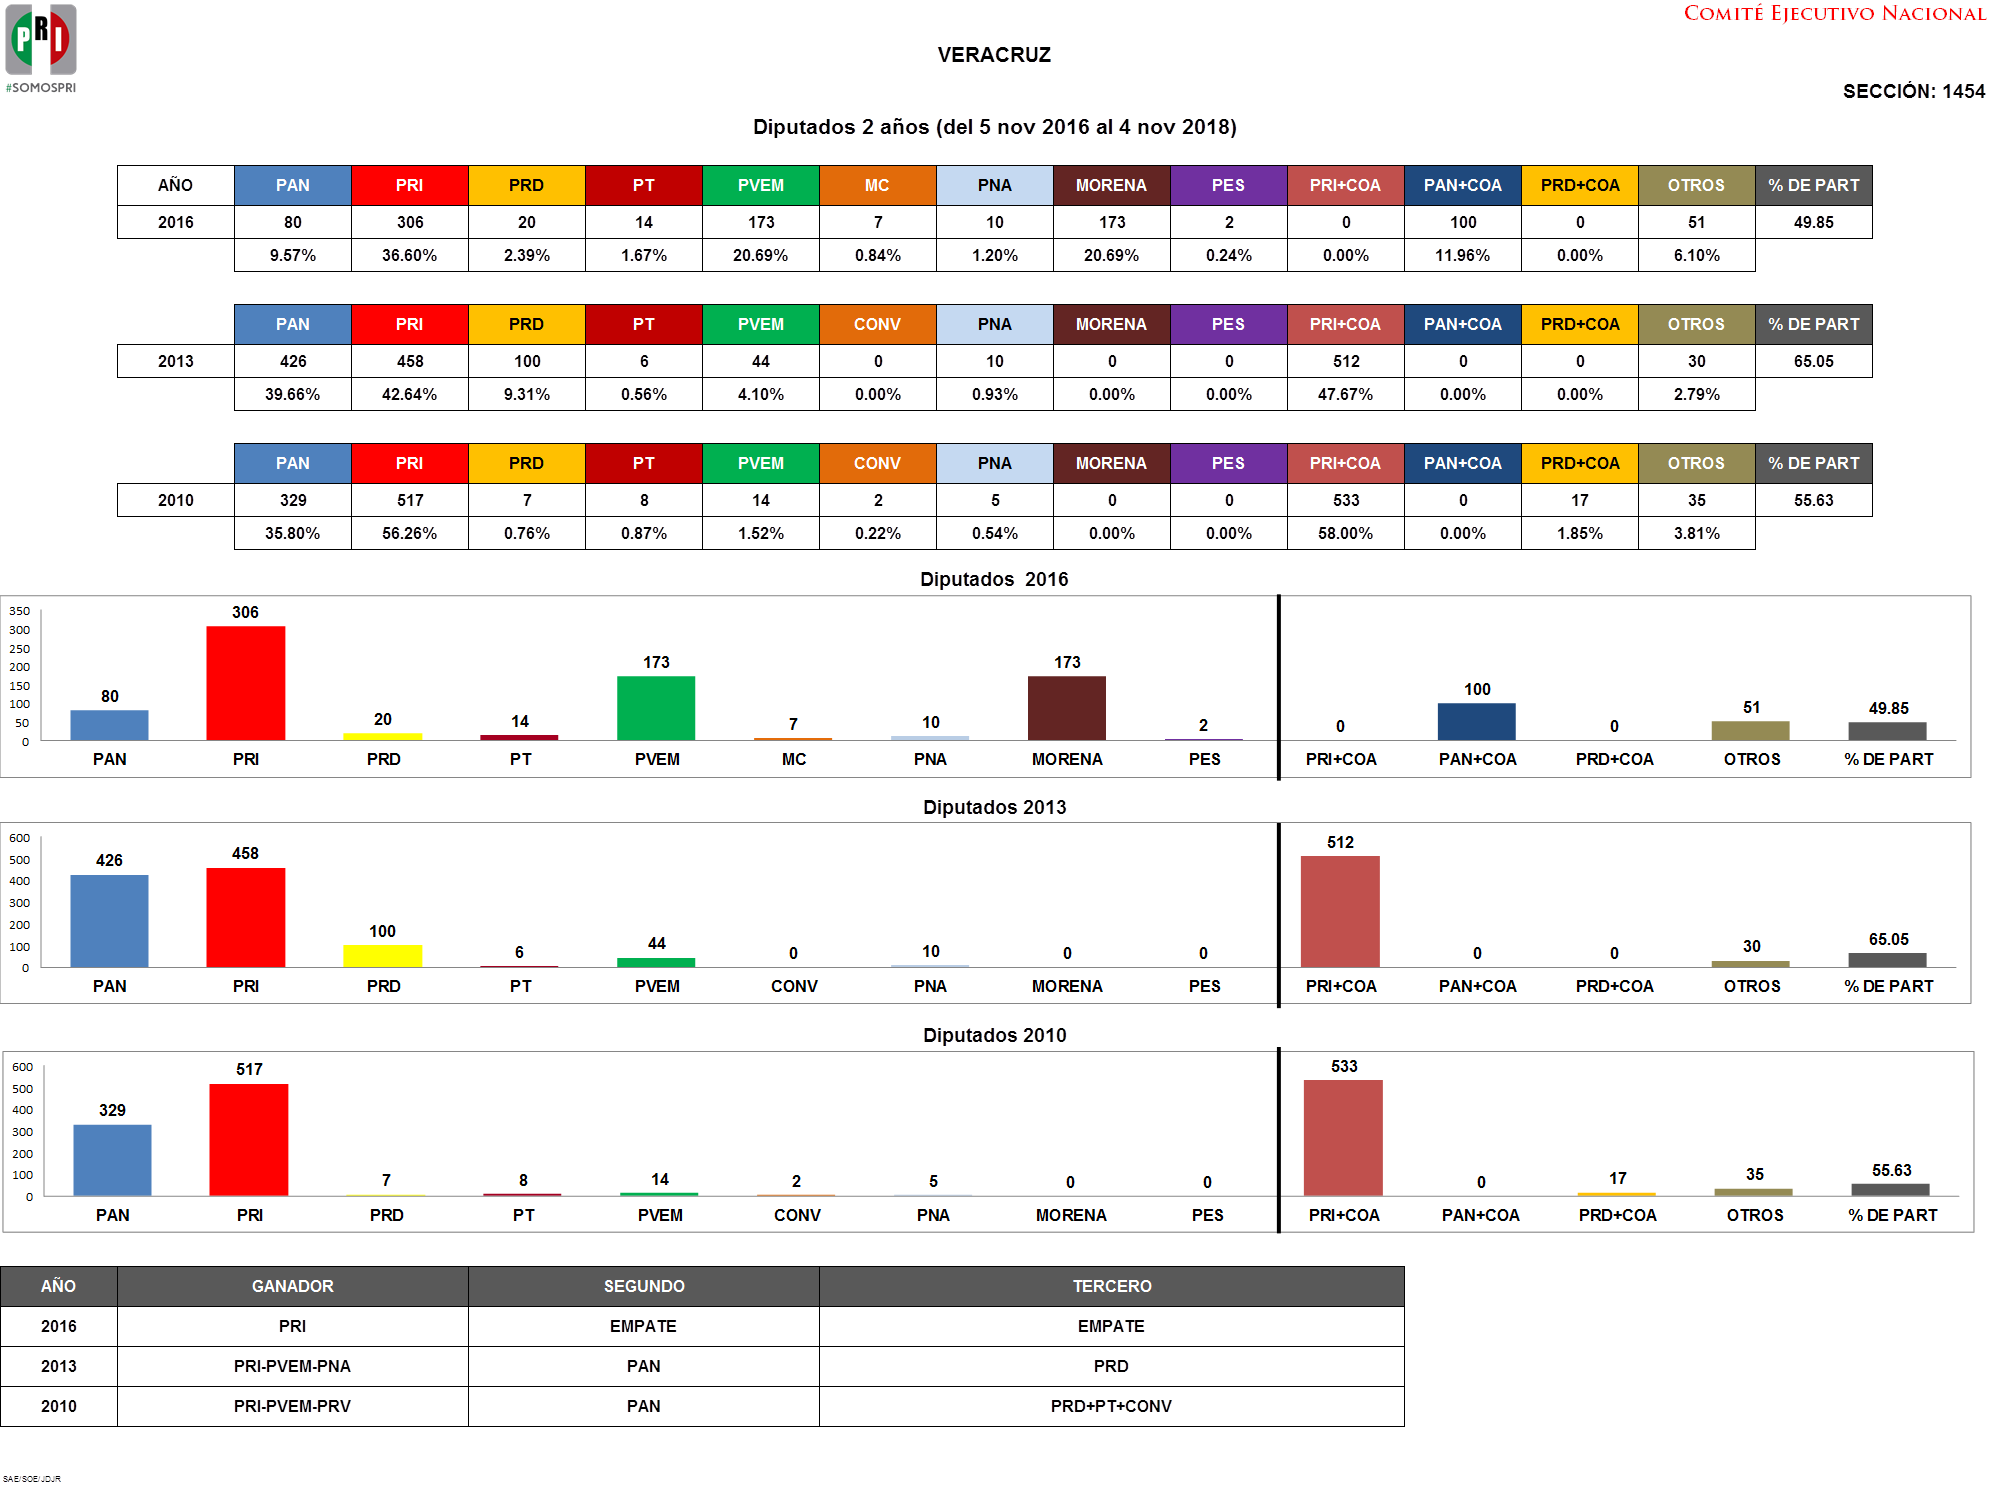 PRI
#SOMOSPRI
COMITÉ EJECUTIVO NACIONAL
VERACRUZ
SECCIÓN: 1454
Diputados 2 años (del 5 nov 2016 al 4 nov 2018)
AÑO PAN PRI PRD PT PVEM MC PNA MORENA PES PRI+COA PAN+COA PRD+COA OTROS % DE PART
2016 80 306 20 14 173 7 10 173 2 0 100 0 51 49.85
9.57% 36.60% 2.39% 1.67% 20.69% 0.84% 1.20% 20.69% 0.24% 0.00% 11.96% 0.00% 6.10%
PAN PRI PRD PT PVEM CONV PNA MORENA PES PRI+COA PAN+COA PRD+COA OTROS % DE PART
2013 426 458 100 6 44 0 10 0 0 512 0 0 30 65.05
39.66% 42.64% 9.31% 0.56% 4.10% 0.00% 0.93% 0.00% 0.00% 47.67% 0.00% 0.00% 2.79%
PAN PRI PRD PT PVEM CONV PNA MORENA PES PRI+COA PAN+COA PRD+COA OTROS % DE PART
2010 329 517 7 8 14 2 5 0 0 533 0 17 35 55.63
35.80% 56.26% 0.76% 0.87% 1.52% 0.22% 0.54% 0.00% 0.00% 58.00% 0.00% 1.85% 3.81%
Diputados 2016
350
300
250
200
150
100
50
0
80 306 20 14 173 7 10 173 2 0 100 0 51 49.85
PAN PRI PRD PT PVEM MC PNA MORENA PES PRI+COA PAN+COA PRD+COA OTROS % DE PART
Diputados 2013
600
500
400
300
200
100
0
426 458 100 6 44 0 10 0 0 512 0 0 30 65.05
PAN PRI PRD PT PVEM CONV PNA MORENA PES PRI+COA PAN+COA PRD+COA OTROS % DE PART
Diputados 2010
600
500
400
300
200
100
0
329 517 7 8 14 2 5 0 0 533 0 17 35 55.63
PAN PRI PRD PT PVEM CONV PNA MORENA PES PRI+COA PAN+COA PRD+COA OTROS % DE PART
AÑO GANADOR SEGUNDO TERCERO
2016 PRI EMPATE EMPATE
2013 PRI-PVEM-PNA PAN PRD
2010 PRI-PVEM-PRV PAN PRD+PT+CONV
SAE/SOE/JDJR